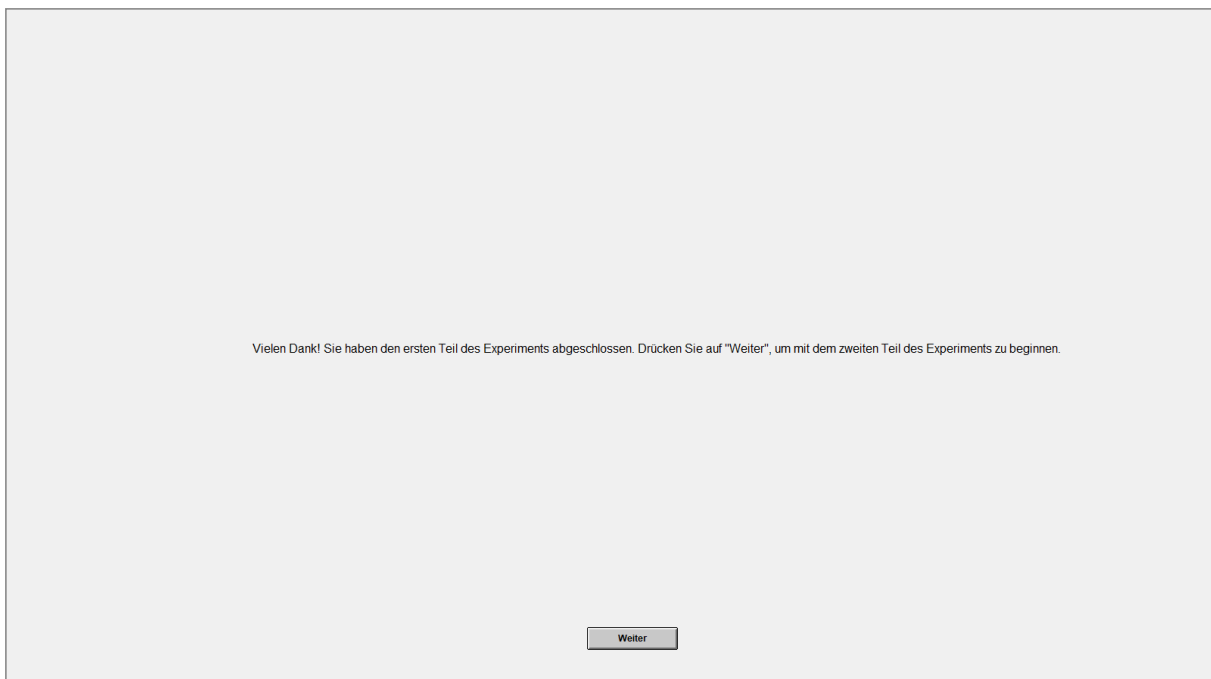 Vielen Dank! Sie haben den ersten Teil des Experiments abgeschlossen. Drücken Sie auf "Weiter", um mit dem zweiten Teil des Experiments zu beginnen.
Weiter